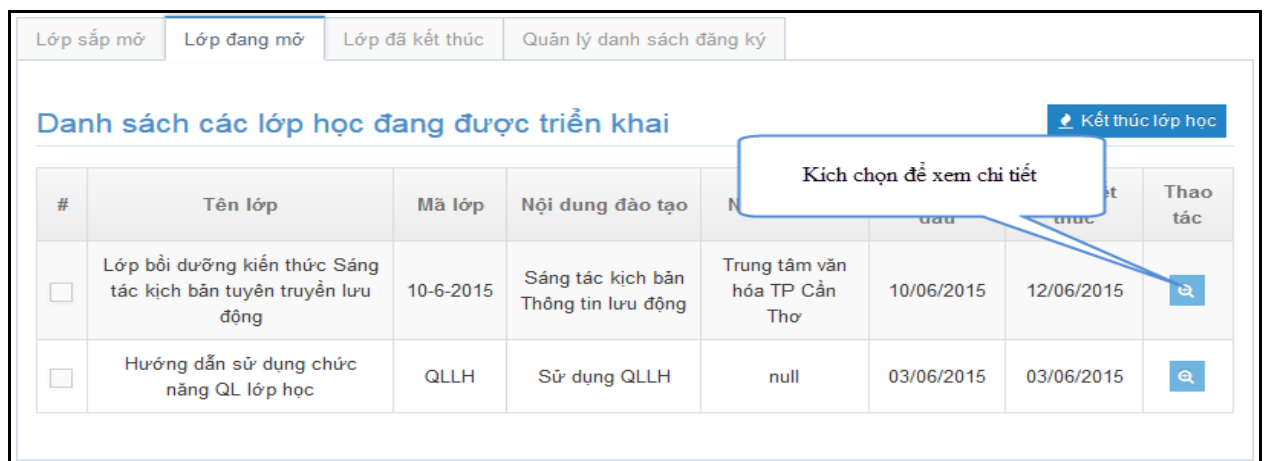 Lớp sắp mở Lớp đang mở Lớp đã kết thúc Quản lý danh sách đăng ký
Danh sách các lớp học đang được triển khai
Kết thúc lớp học
Kích chọn để xem chi tiết
# Tên lớp Mã lớp Nội dung đào tạo Thao
tác
Lớp bồi dưỡng kiến thức Sáng
tác kịch bản tuyên truyền lưu
động
10-6-2015
Sáng tác kịch bản
Thông tin lưu động
Trung tâm văn
hóa TP Cần
Thơ
10/06/2015
12/06/2015
Hướng dẫn sử dụng chức
năng QL lớp học
QLLH
Sử dụng QLLH
null
03/06/2015
03/06/2015